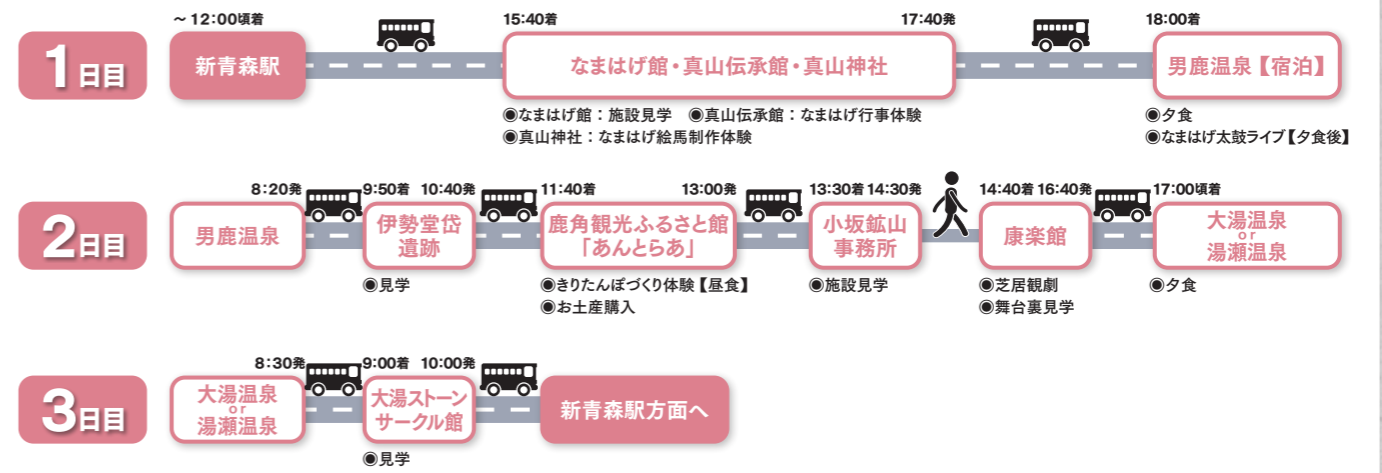 1日目
～12:00頃着
15:40着
17:40発
18:00着
新青森駅
なまはげ館・真山伝承館・真山神社
男鹿温泉【宿泊】
◉なまはげ館：施設見学 ◉真山伝承館：なまはげ行事体験
◉真山神社：なまはげ絵馬制作体験
◉夕食
◉なまはげ太鼓ライブ【夕食後】
2日目
8:20発
9:50着 10:40発
11:40着
13:00発
13:30着 14:30発
14:40着 16:40発
17:00頃着
男鹿温泉
伊勢堂岱
遺跡
鹿角観光ふるさと館
「あんとらあ」
小坂鉱山
事務所
康楽館
大湯温泉
or
湯瀬温泉
◉見学
◉きりたんぽづくり体験【昼食】
◉お土産購入
◉施設見学
◉芝居観劇
◉舞台裏見学
◉夕食
3日目
8:30発
9:00着 10:00発
大湯温泉
or
湯瀬温泉
大湯ストーン
サークル館
新青森駅方面へ
◉見学